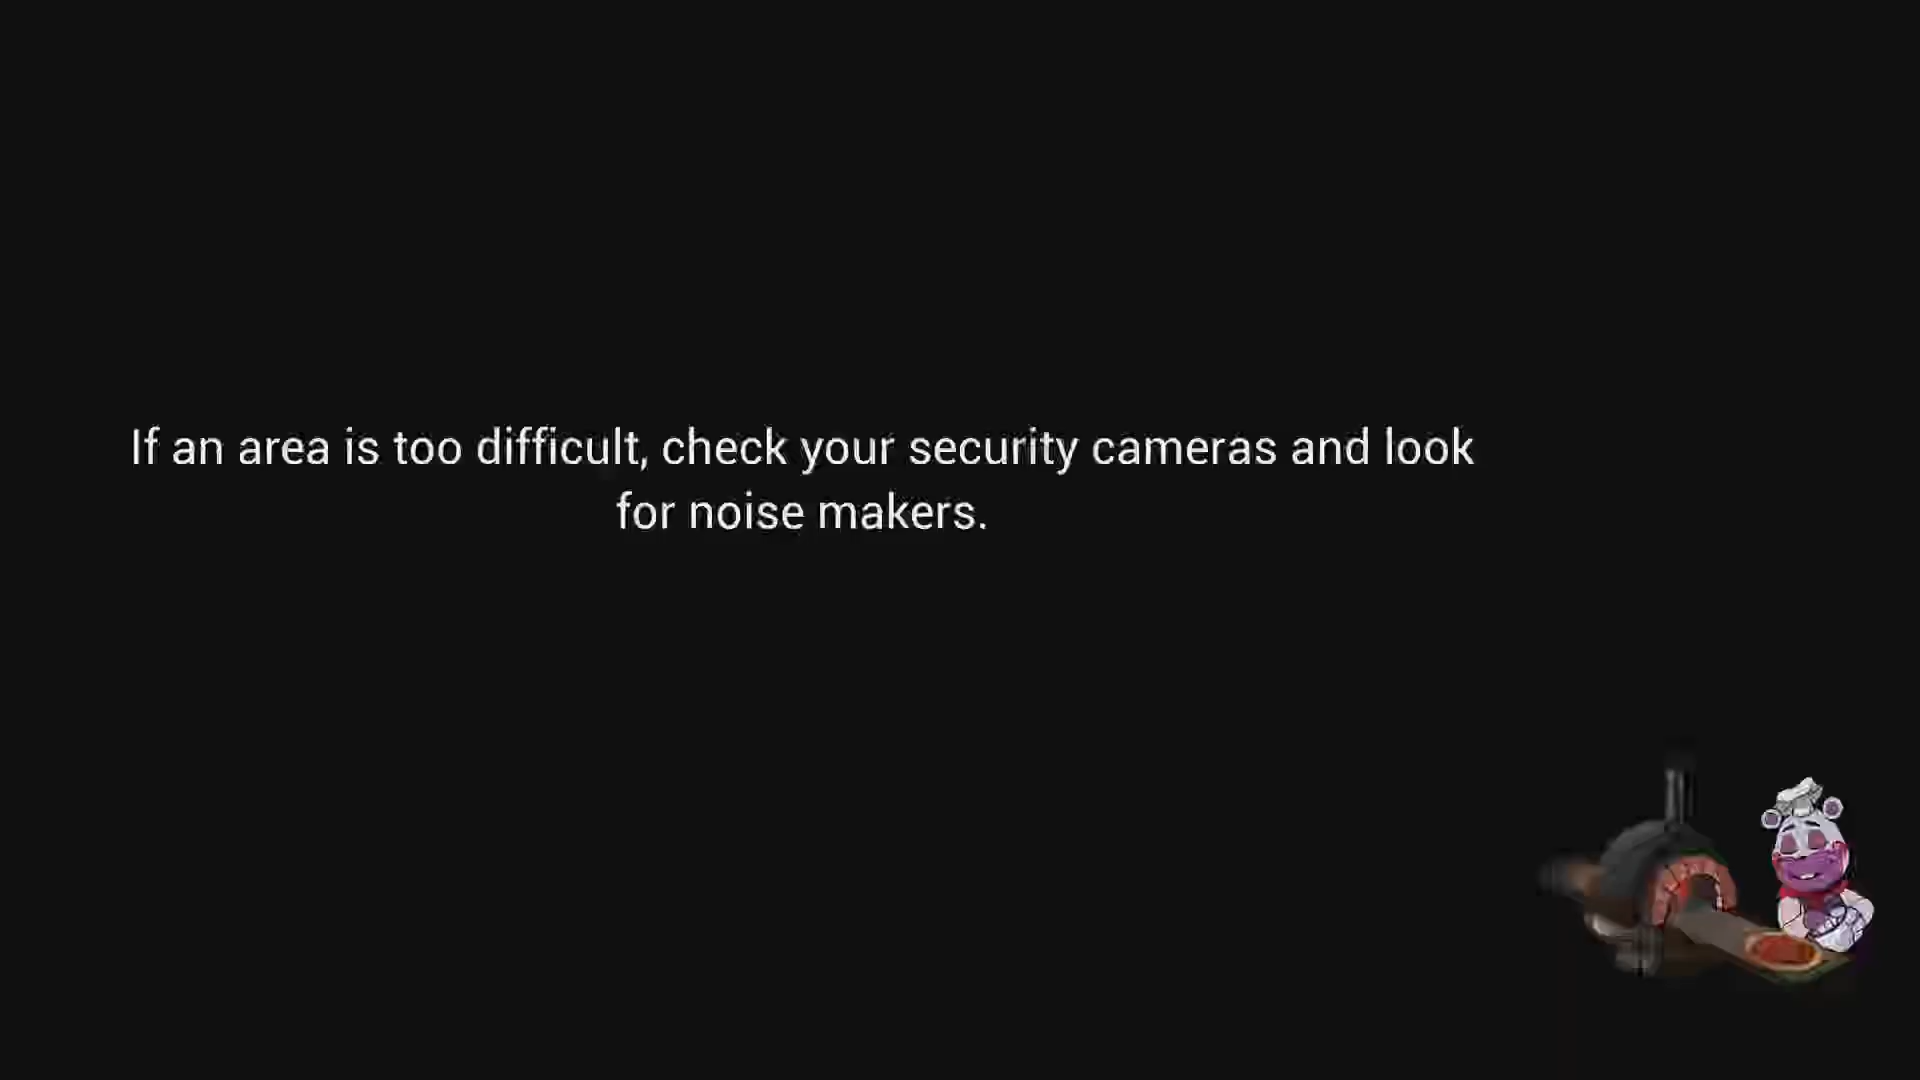 If an area is too difficult, check your security cameras and look
for noise makers.